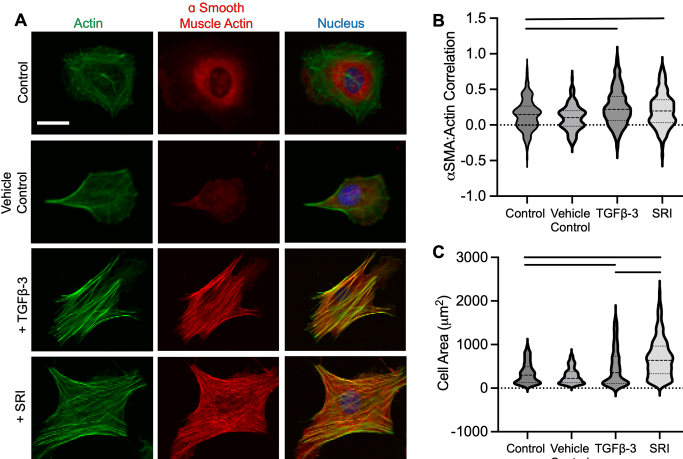 A
Actin
α Smooth
Muscle Actin
Nucleus
Control
Vehicle
Control
+ TGFβ-3
+ SRI
B
αSMA:Actin Correlation
1.5
1.0
0.5
0.0
-0.5
-1.0
Control
Vehicle
Control
TGFβ-3
SRI
C
Cell Area (μm²)
3000
2000
1000
0
-1000
Control
Vehicle
TGFβ-3
SRI